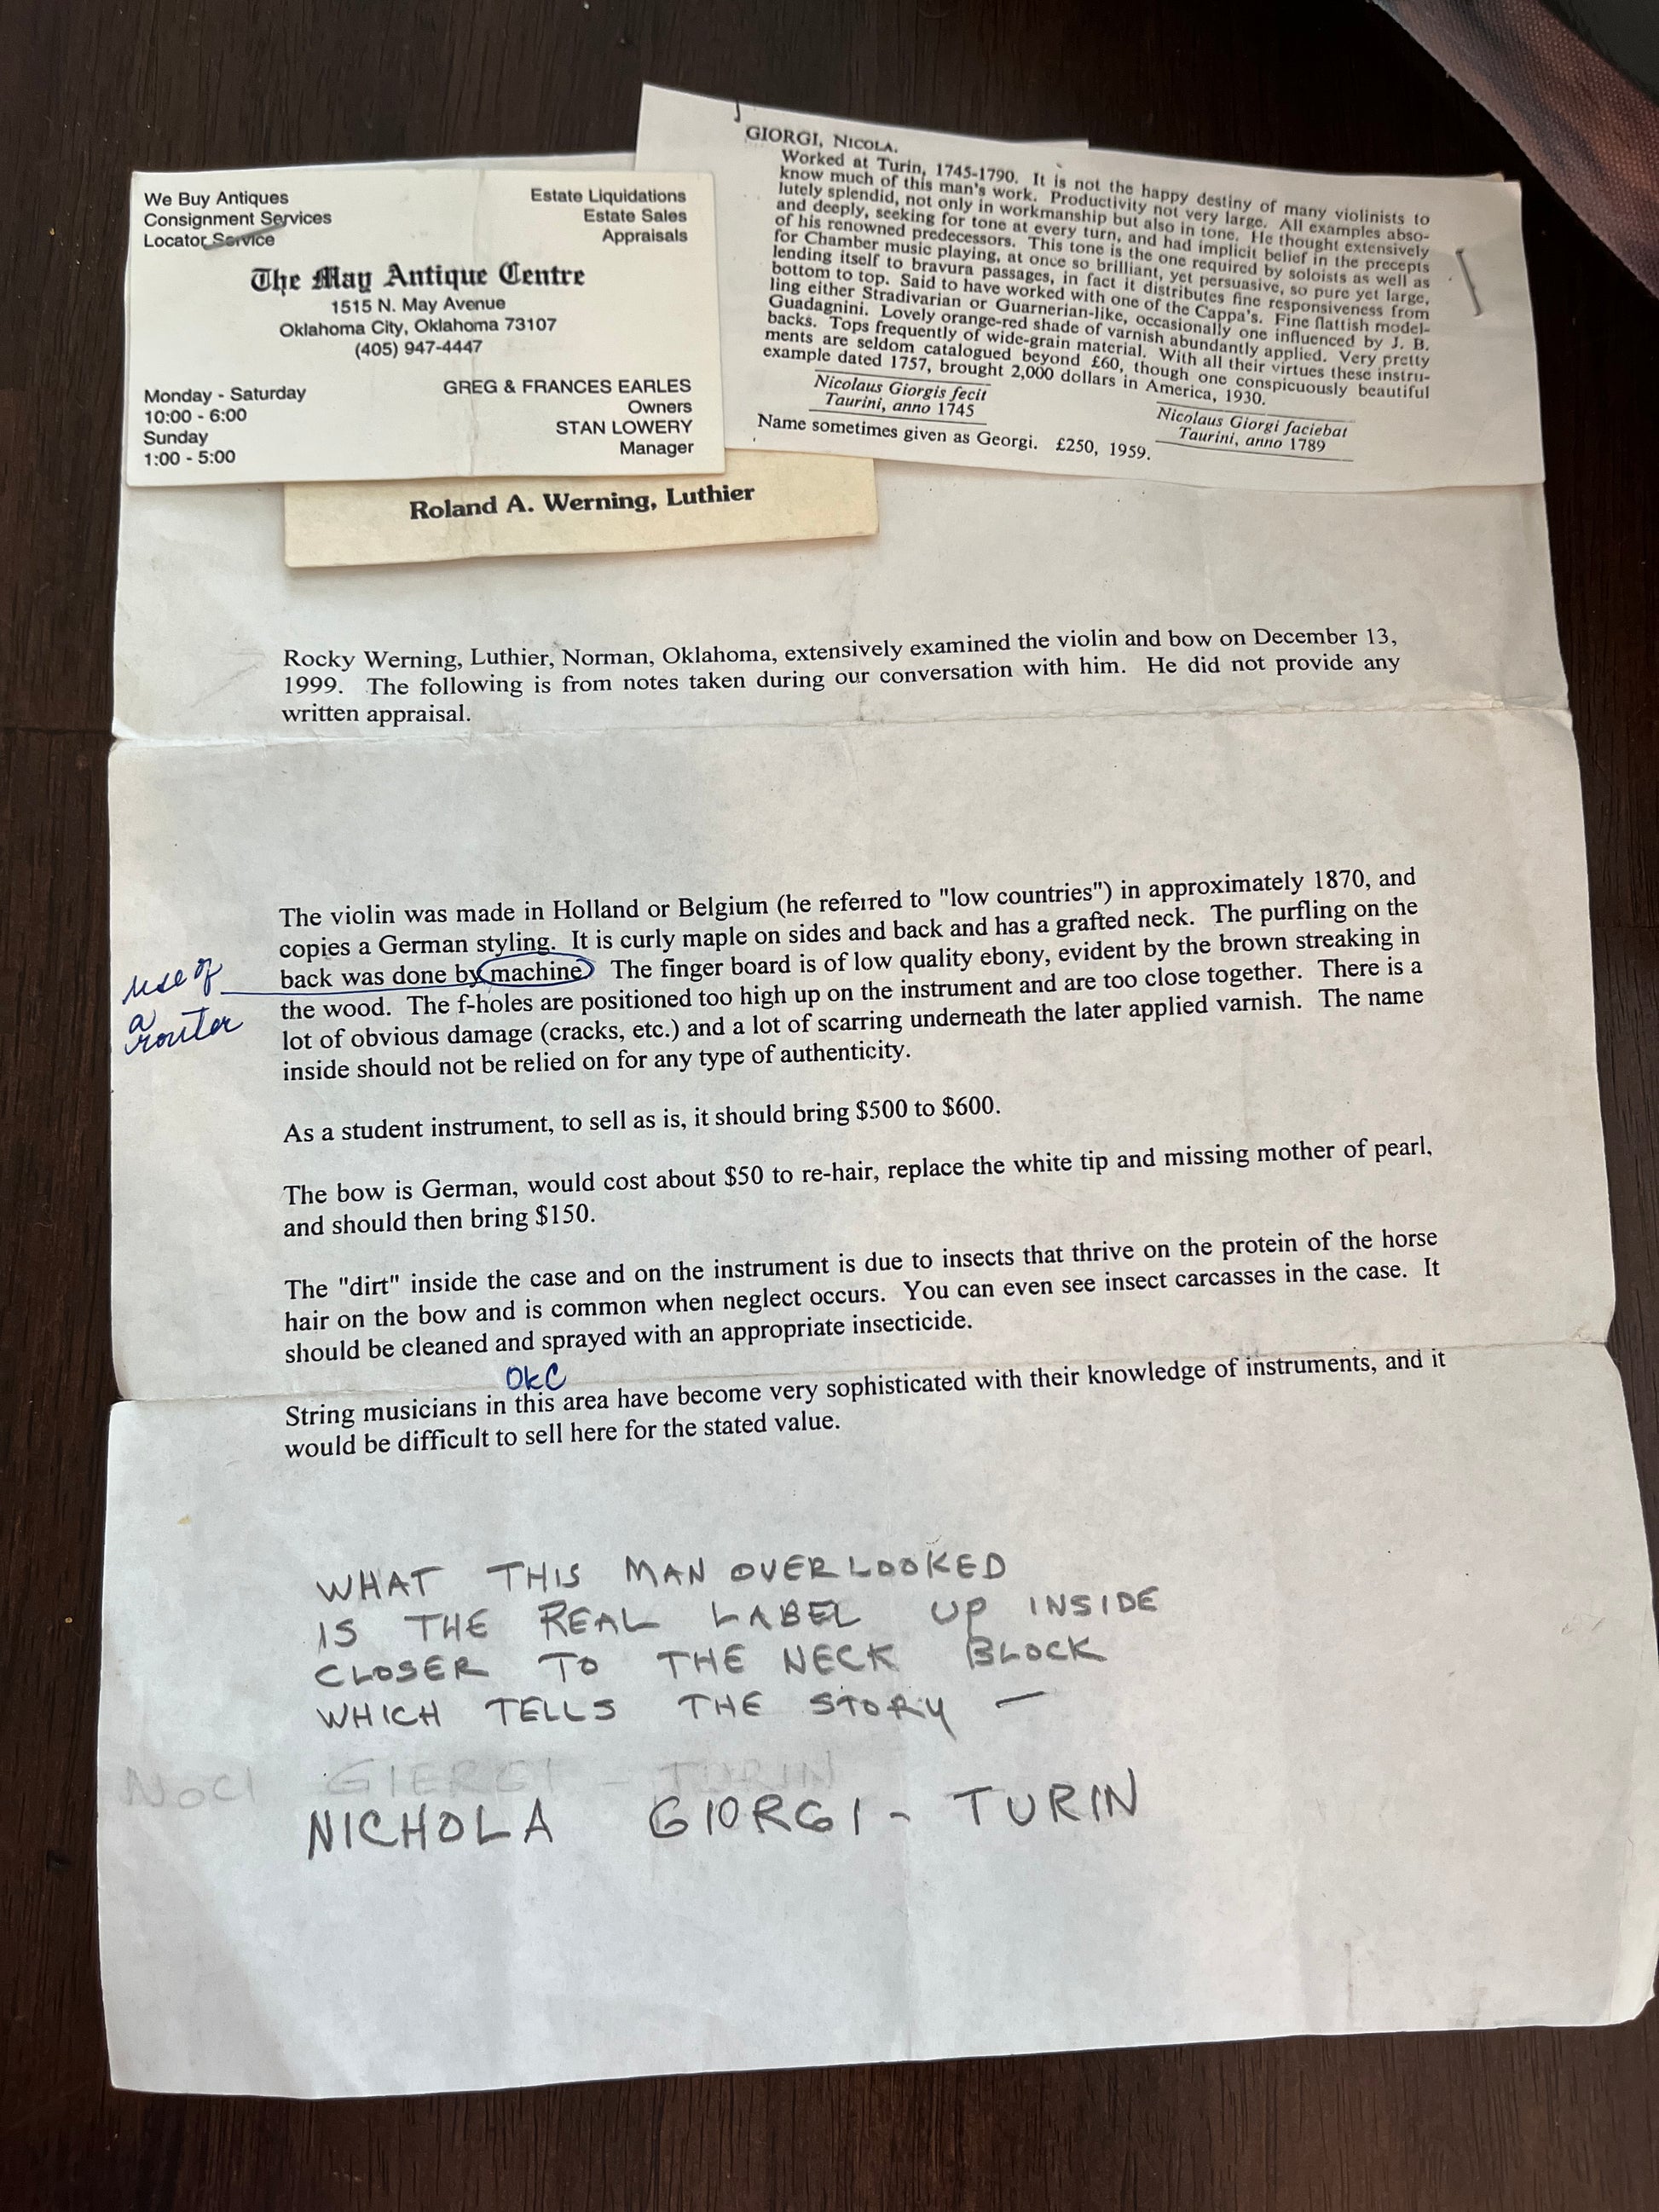 We Buy Antiques
Consignment Services
Locator Service
Estate Liquidations
Estate Sales
Appraisals
The May Antique Centre
1515 N. May Avenue
Oklahoma City, Oklahoma 73107
(405) 947-4447
Monday - Saturday
10:00 - 6:00
Sunday
1:00 - 5:00
GREG & FRANCES EARLES
Owners
STAN LOWERY
Manager
GIORGI, NICOLA.
Worked at Turin, 1745-1790. It is not the happy destiny of many violinists to
know much of this man's work. Productivity not very large. All examples abso-
lutely splendid, not only in workmanship but also in tone. He thought extensively
and deeply, seeking for tone at every turn, and had implicit belief in the precepts
of his renowned predecessors. This tone is the one required by soloists as well as
for Chamber music playing, at once so brilliant, yet persuasive, so pure yet large,
lending itself to bravura passages, in fact it distributes fine responsiveness from
bottom to top. Said to have worked with one of the Cappa's. Fine flattish model-
ling either Stradivarian or Guarnerian-like, occasionally one influenced by J. B.
Guadagnini. Lovely orange-red shade of varnish abundantly applied. Very pretty
backs. Tops frequently of wide-grain material. With all their virtues these instru-
ments are seldom catalogued beyond £60, though one conspicuously beautiful
example dated 1757, brought 2,000 dollars in America, 1930.
Nicolaus Giorgis fecit
Taurini, anno 1745
Nicolaus Giorgi faciebat
Taurini, anno 1789
Name sometimes given as Georgi. £250, 1959.
Roland A. Werning, Luthier
Rocky Werning, Luthier, Norman, Oklahoma, extensively examined the violin and bow on December 13,
1999. The following is from notes taken during our conversation with him. He did not provide any
written appraisal.
The violin was made in Holland or Belgium (he referred to "low countries") in approximately 1870, and
copies a German styling. It is curly maple on sides and back and has a grafted neck. The purfling on the
back was done by machine The finger board is of low quality ebony, evident by the brown streaking in
the wood. The f-holes are positioned too high up on the instrument and are too close together. There is a
lot of obvious damage (cracks, etc.) and a lot of scarring underneath the later applied varnish. The name
inside should not be relied on for any type of authenticity.
use of
a
router
As a student instrument, to sell as is, it should bring $500 to $600.
The bow is German, would cost about $50 to re-hair, replace the white tip and missing mother of pearl,
and should then bring $150.
The "dirt" inside the case and on the instrument is due to insects that thrive on the protein of the horse
hair on the bow and is common when neglect occurs. You can even see insect carcasses in the case. It
should be cleaned and sprayed with an appropriate insecticide.
OkC
String musicians in this area have become very sophisticated with their knowledge of instruments, and it
would be difficult to sell here for the stated value.
WHAT THIS MAN OVERLOOKED
IS THE REAL LABEL UP INSIDE
CLOSER TO THE NECK BLOCK
WHICH TELLS THE STORY —
GIERGI - TURIN
NICHOLA GIORGI - TURIN